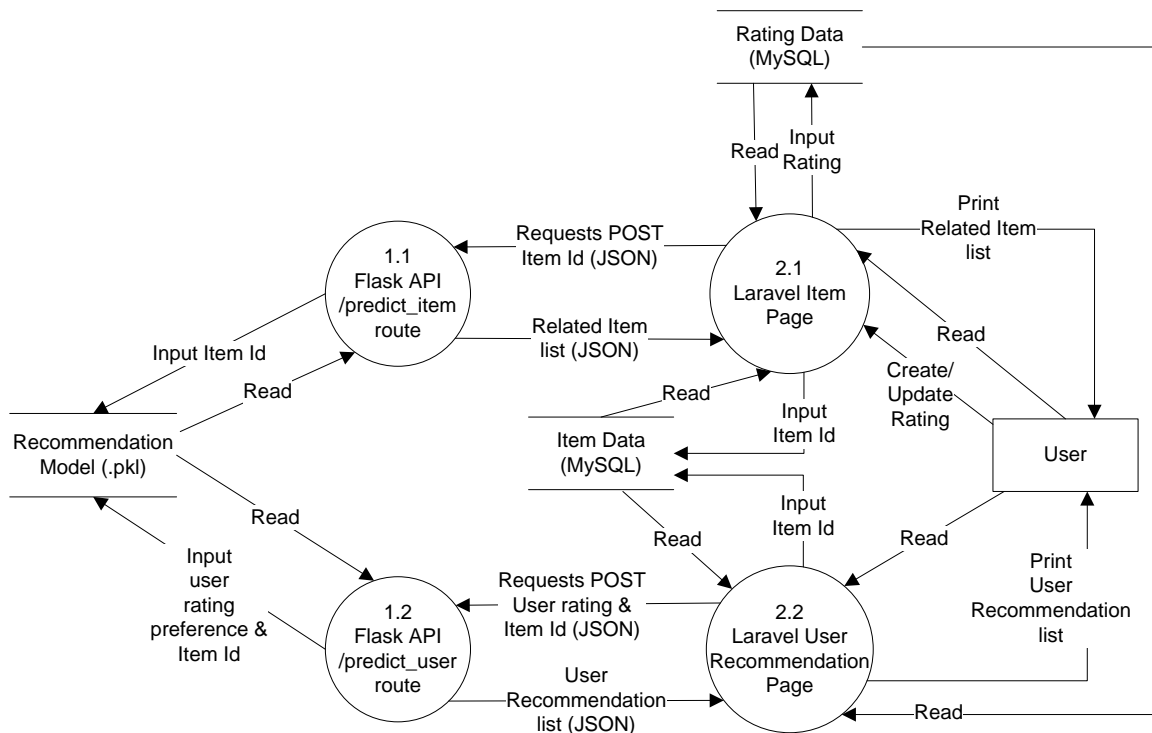 Rating Data
(MySQL)
Read
Input
Rating
Print
Related Item
list
Requests POST
Item Id (JSON)
1.1
Flask API
/predict_item
route
2.1
Laravel Item
Page
Related Item
list (JSON)
Read
Input Item Id
Read
Read
Create/
Update
Rating
Input
Item Id
Recommendation
Model (.pkl)
Item Data
(MySQL)
User
Read
Input
Item Id
Read
Read
Input
user
rating
preference &
Item Id
Requests POST
User rating &
Item Id (JSON)
Print
User
Recommendation
list
1.2
Flask API
/predict_user
route
2.2
Laravel User
Recommendation
Page
User
Recommendation
list (JSON)
Read